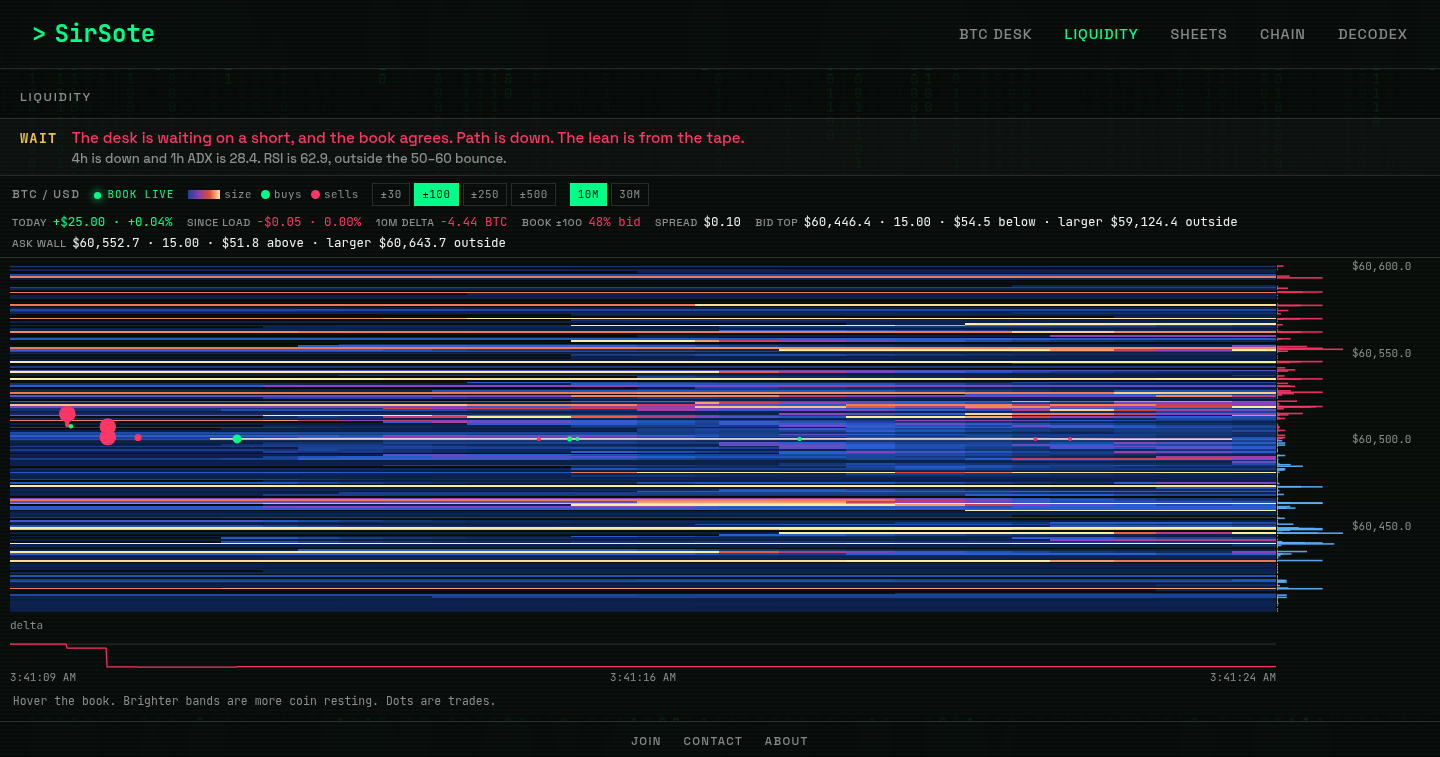 > SirSote
BTC DESK LIQUIDITY SHEETS CHAIN DECODEX
LIQUIDITY
WAIT The desk is waiting on a short, and the book agrees. Path is down. The lean is from the tape.
4h is down and 1h ADX is 28.4. RSI is 62.9, outside the 50–60 bounce.
BTC / USD BOOK LIVE size buys sells ±30 ±100 ±250 ±500 10M 30M
TODAY +$25.00 · +0.04% SINCE LOAD -$0.05 · 0.00% 10M DELTA -4.44 BTC BOOK ±100 48% bid SPREAD $0.10 BID TOP $60,446.4 · 15.00 · $54.5 below · larger $59,124.4 outside
ASK WALL $60,552.7 · 15.00 · $51.8 above · larger $60,643.7 outside
$60,600.0
$60,550.0
$60,500.0
$60,450.0
delta
3:41:09 AM 3:41:16 AM 3:41:24 AM
Hover the book. Brighter bands are more coin resting. Dots are trades.
JOIN CONTACT ABOUT